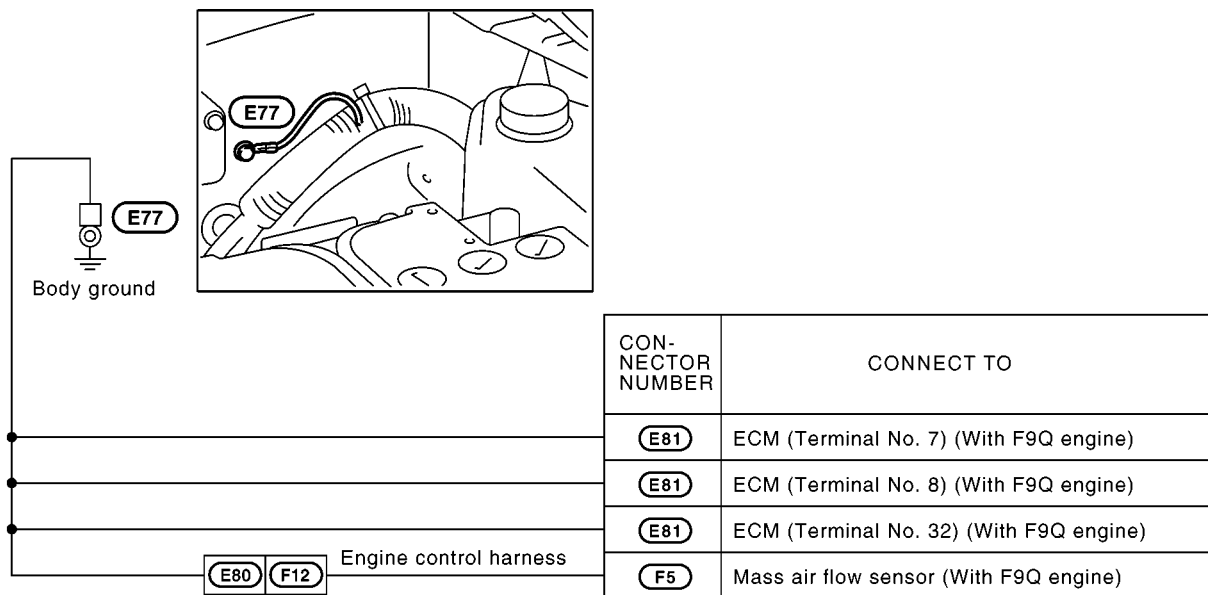 E77
E77
Body ground
CON-
NECTOR
NUMBER
CONNECT TO
E81
ECM (Terminal No. 7) (With F9Q engine)
E81
ECM (Terminal No. 8) (With F9Q engine)
E81
ECM (Terminal No. 32) (With F9Q engine)
E80 F12 Engine control harness
F5
Mass air flow sensor (With F9Q engine)